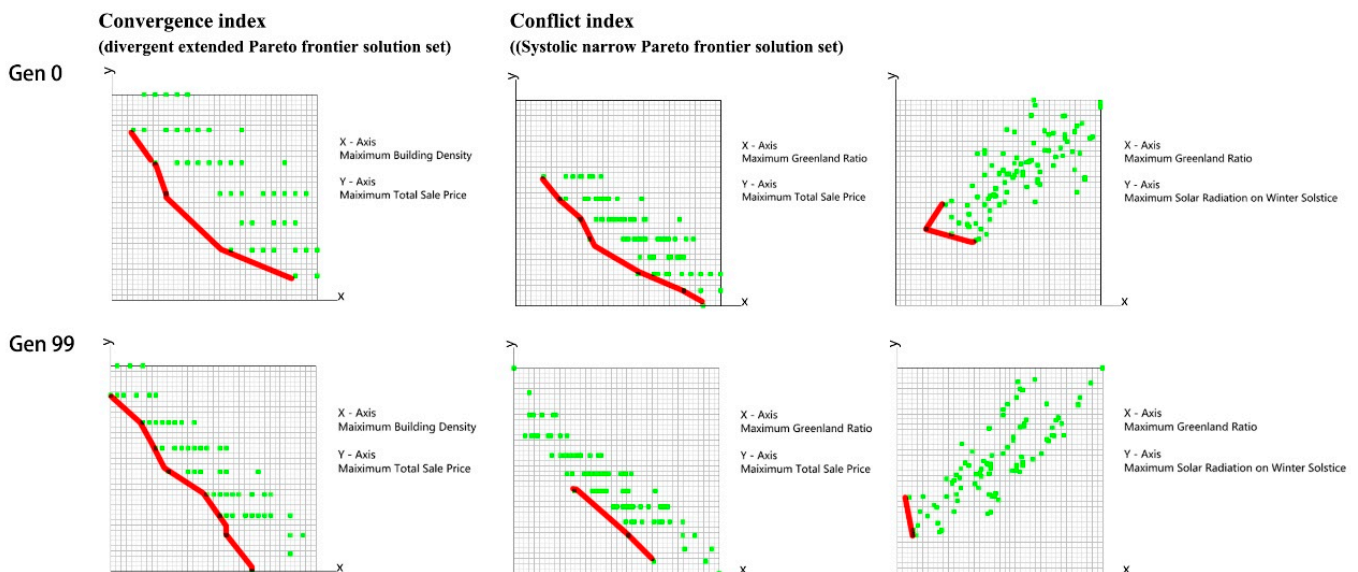 Convergence index
(divergent extended Pareto frontier solution set)
Conflict index
((Systolic narrow Pareto frontier solution set)
Gen 0
y
X - Axis
Maiximum Building Density
Y - Axis
Maiximum Total Sale Price
x
y
X - Axis
Maximum Greenland Ratio
Y - Axis
Maiximum Total Sale Price
x
y
X - Axis
Maximum Greenland Ratio
Y - Axis
Maximum Solar Radiation on Winter Solstice
x
Gen 99
y
X - Axis
Maiximum Building Density
Y - Axis
Maiximum Total Sale Price
x
y
X - Axis
Maximum Greenland Ratio
Y - Axis
Maiximum Total Sale Price
x
y
X - Axis
Maximum Greenland Ratio
Y - Axis
Maximum Solar Radiation on Winter Solstice
x